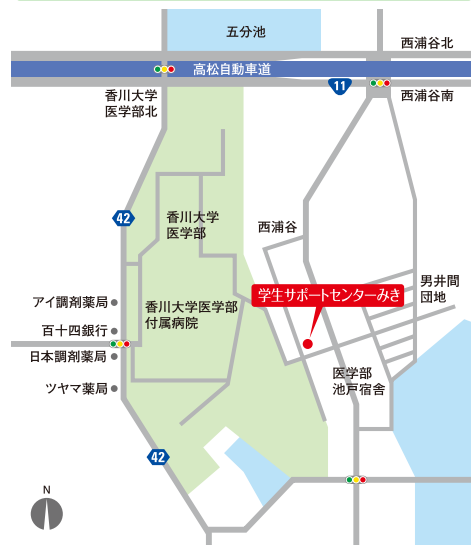 五分池
西浦谷北
高松自動車道
11
西浦谷南
香川大学
医学部北
42
香川大学
医学部
西浦谷
男井間
団地
学生サポートセンターみき
アイ調剤薬局
香川大学医学部
付属病院
百十四銀行
日本調剤薬局
ツヤマ薬局
医学部
池戸宿舎
42
N